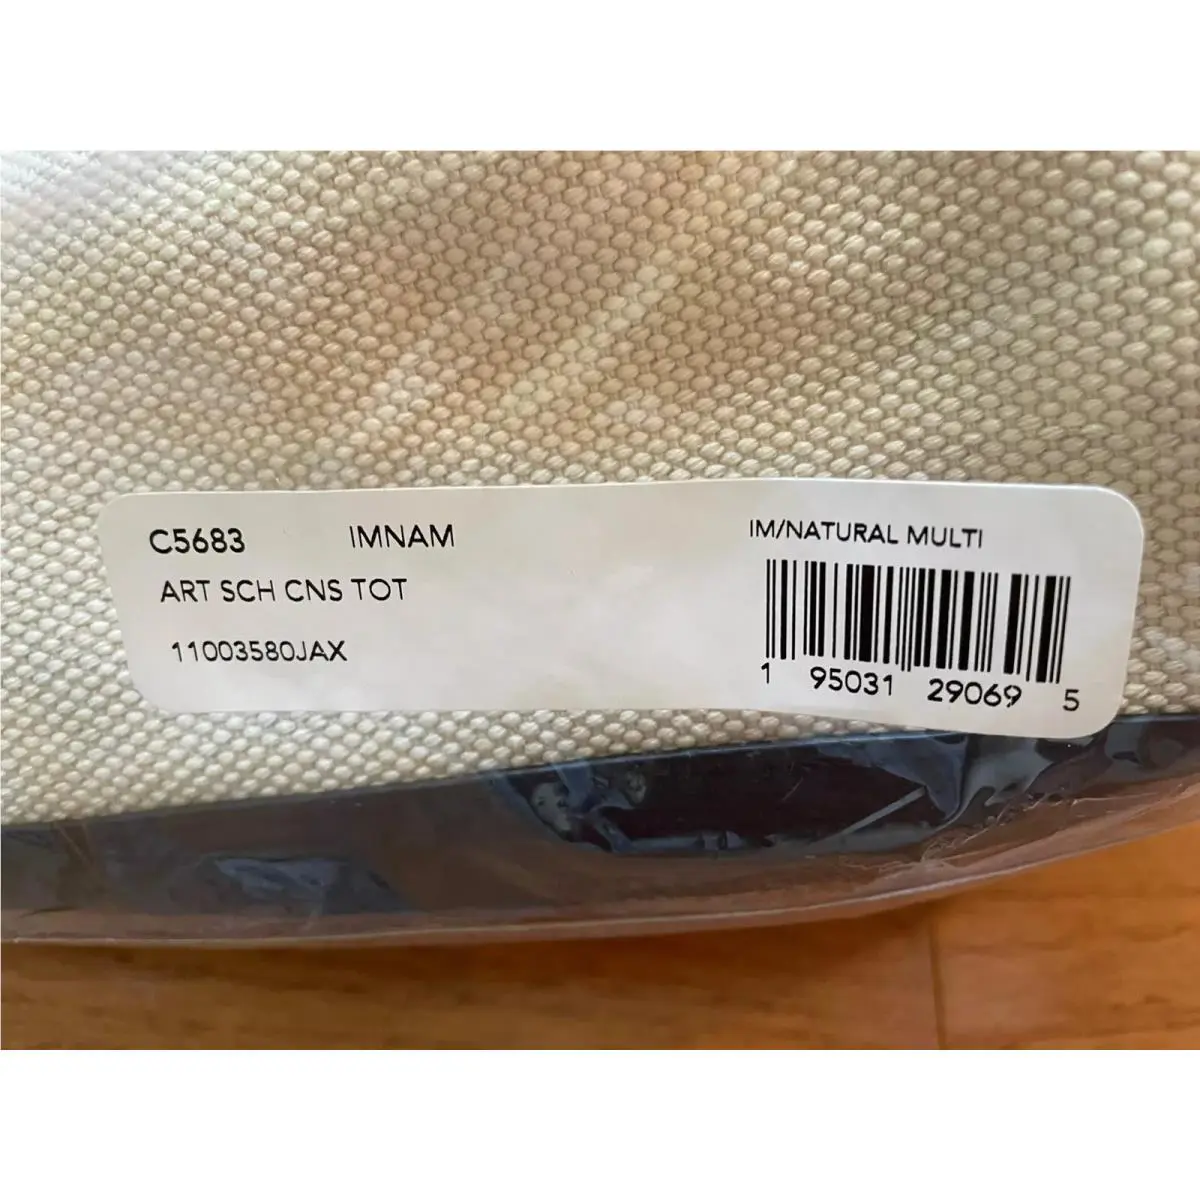 C5683 IMNAM IM/NATURAL MULTI
ART SCH CNS TOT
11003580JAX
1 95031 29069 5